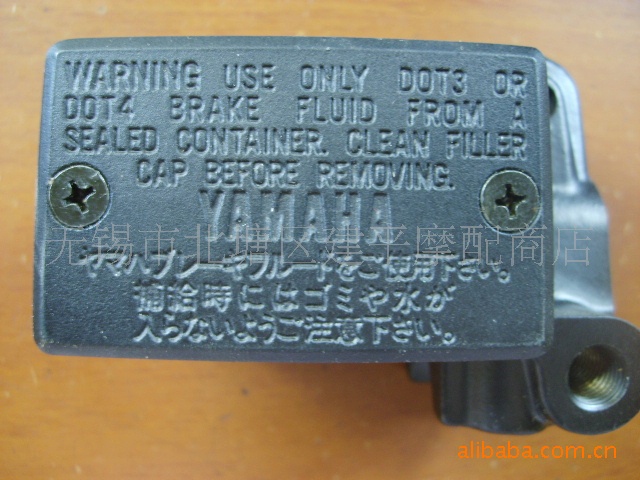 WARNING USE ONLY DOT3 OR
DOT4 BRAKE FLUID FROM A
SEALED CONTAINER. CLEAN FILLER
CAP BEFORE REMOVING.
YAMAHA
无锡市北塘区建平摩配商店
ヤマハブレーキフルードをご使用下さい。
補給時にはゴミや水が
入らないようご注意下さい。
alibaba.com.cn